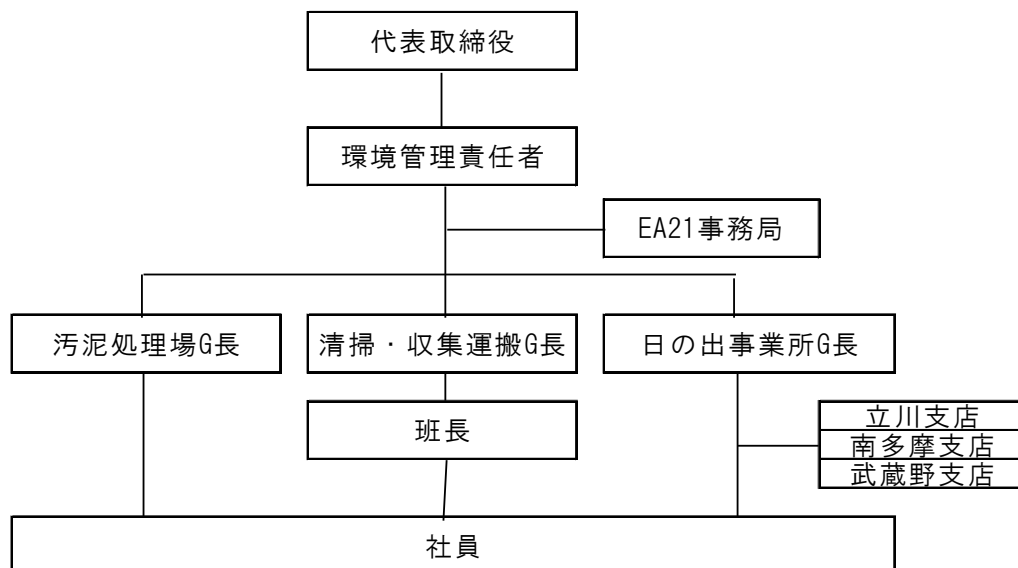 代表取締役
環境管理責任者
EA21事務局
汚泥処理場G長
清掃・収集運搬G長
日の出事業所G長
班長
立川支店
南多摩支店
武蔵野支店
社員